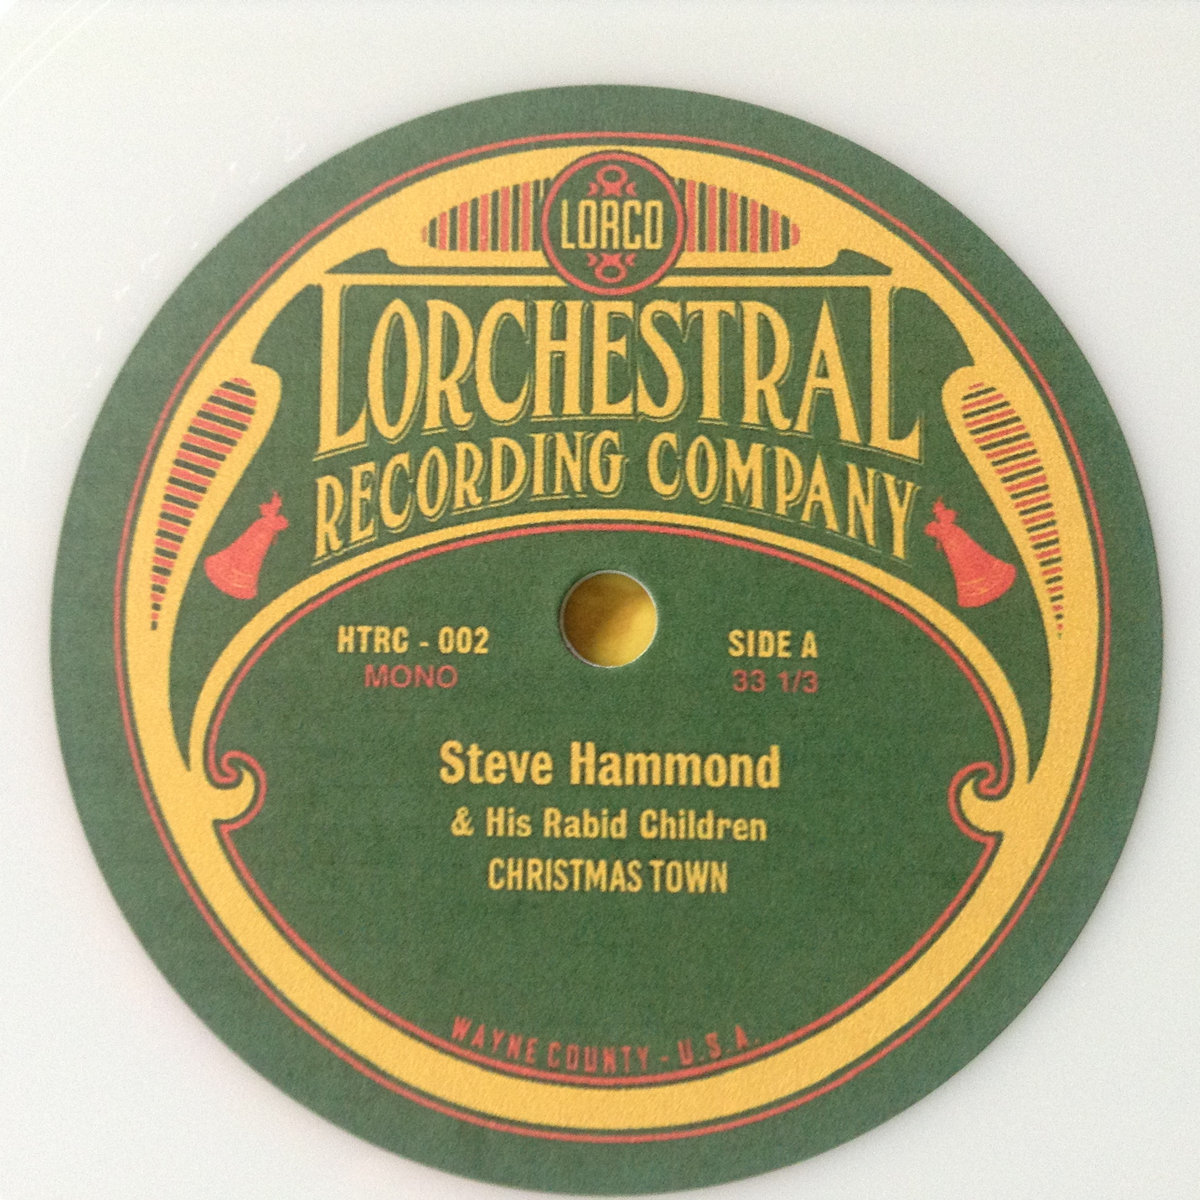 LORCO
LORCHESTRAL
RECORDING COMPANY
HTRC - 002
SIDE A
MONO
33 1/3
Steve Hammond
& His Rabid Children
CHRISTMAS TOWN
WAYNE COUNTY - U.S.A.